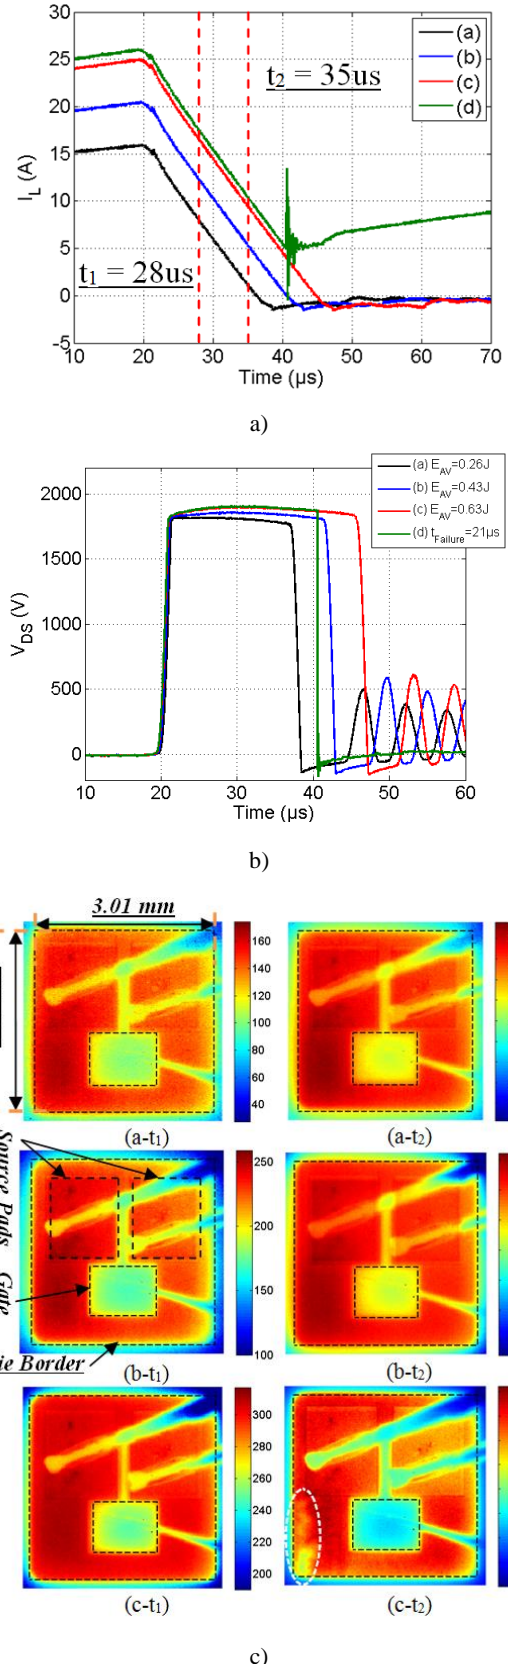 30
25
20
15
10
5
0
-5
I_L (A)
t₂ = 35us
t₁ = 28us
(a)
(b)
(c)
(d)
10 20 30 40 50 60 70
Time (µs)
a)
2000
1500
1000
500
0
V_DS (V)
(a) E_AV=0.26J
(b) E_AV=0.43J
(c) E_AV=0.63J
(d) t_Failure=21µs
10 20 30 40 50 60
Time (µs)
b)
3.01 mm
160
140
120
100
80
60
40
(a-t₁)
(a-t₂)
Source Pads
Gate
ie Border
250
200
150
100
(b-t₁)
(b-t₂)
300
280
260
240
220
200
(c-t₁)
(c-t₂)
c)